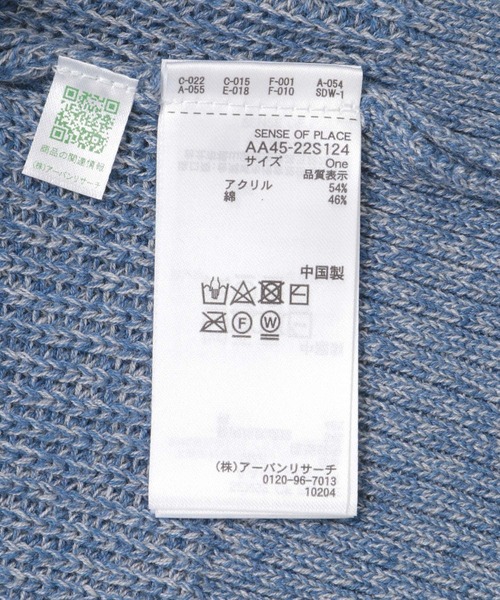 C-022 C-015 F-001 A-054
A-055 E-018 F-010 SDW-1
SENSE OF PLACE
AA45-22S124
サイズ One
品質表示
アクリル 54%
綿 46%
中国製
F W
(株)アーバンリサーチ
0120-96-7013
10204
商品の関連情報
(株)アーバンリサーチ